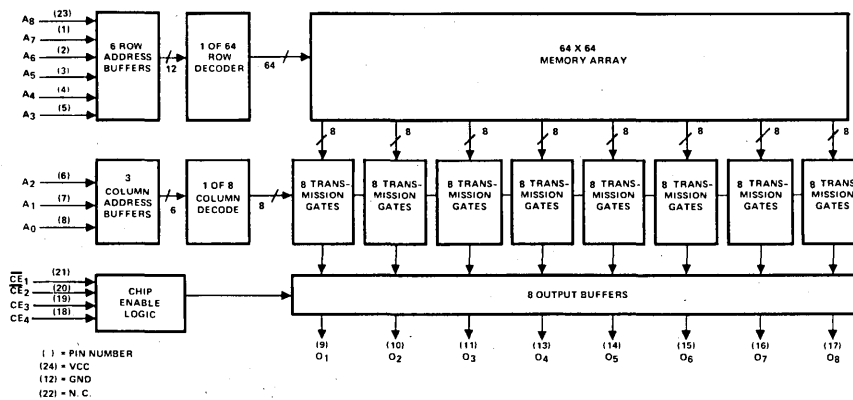 A8 (23)
A7 (1)
A6 (2)
A5 (3)
A4 (4)
A3 (5)
6 ROW
ADDRESS
BUFFERS
12
1 OF 64
ROW
DECODER
64
64 X 64
MEMORY ARRAY
8 8 8 8 8 8 8 8
A2 (6)
A1 (7)
A0 (8)
3
COLUMN
ADDRESS
BUFFERS
6
1 OF 8
COLUMN
DECODE
8
8 TRANS-
MISSION
GATES
8 TRANS-
MISSION
GATES
8 TRANS-
MISSION
GATES
8 TRANS-
MISSION
GATES
8 TRANS-
MISSION
GATES
8 TRANS-
MISSION
GATES
8 TRANS-
MISSION
GATES
8 TRANS-
MISSION
GATES
C̅E̅1 (21)
C̅E̅2 (20)
CE3 (19)
CE4 (18)
CHIP
ENABLE
LOGIC
8 OUTPUT BUFFERS
(9) (10) (11) (13) (14) (15) (16) (17)
O1 O2 O3 O4 O5 O6 O7 O8
( ) = PIN NUMBER
(24) = VCC
(12) = GND
(22) = N. C.